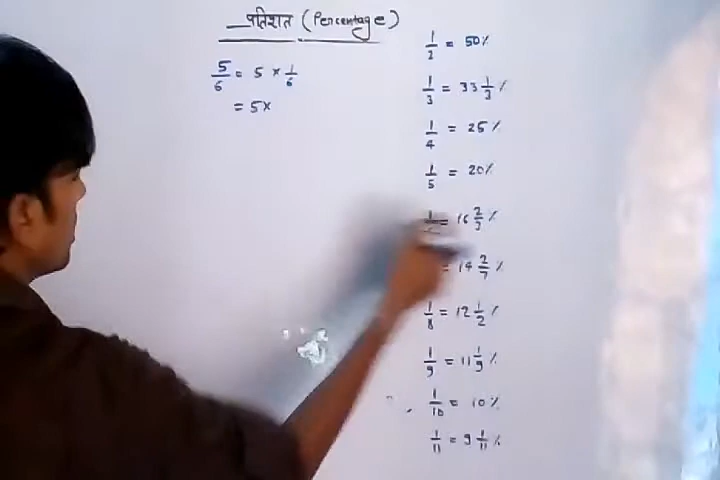 प्रतिशत (Percentage)
5/6 = 5 × 1/6
= 5×
1/2 = 50%
1/3 = 33 1/3 %
1/4 = 25%
1/5 = 20%
= 16 2/3 %
= 14 2/7 %
1/8 = 12 1/2 %
1/9 = 11 1/9 %
1/10 = 10%
1/11 = 9 1/11 %